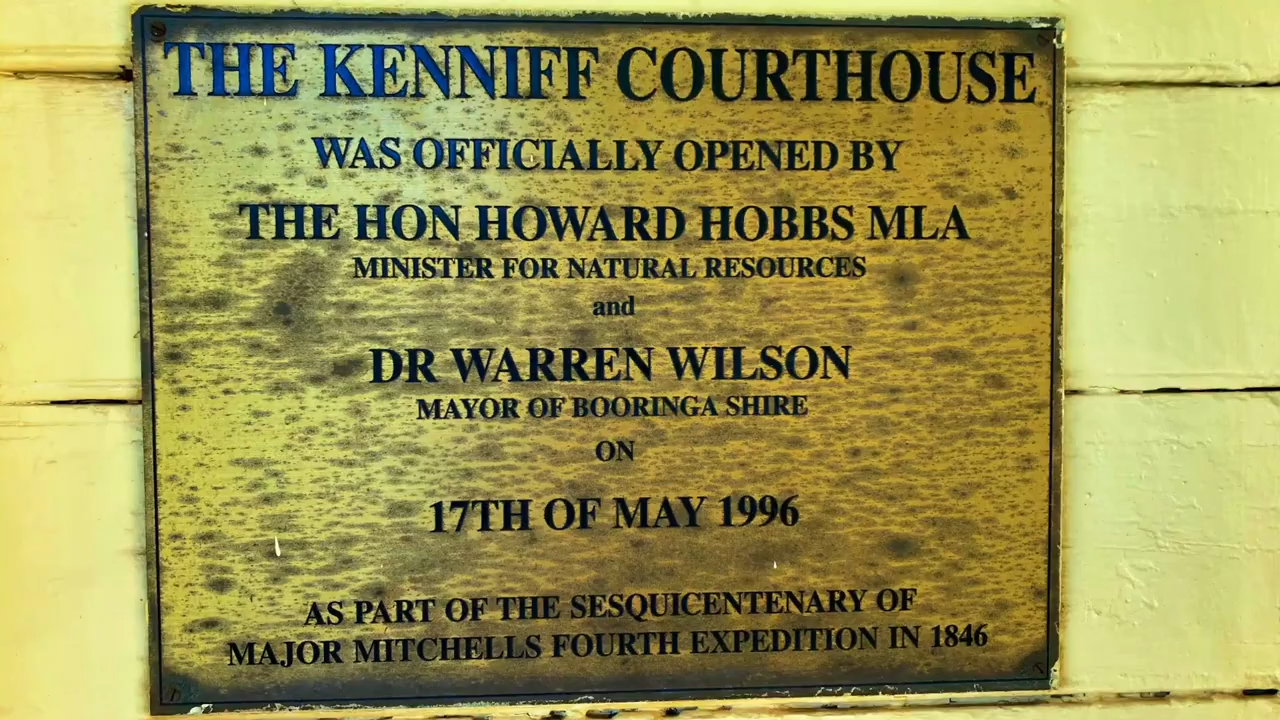 THE KENNIFF COURTHOUSE
WAS OFFICIALLY OPENED BY
THE HON HOWARD HOBBS MLA
MINISTER FOR NATURAL RESOURCES
and
DR WARREN WILSON
MAYOR OF BOORINGA SHIRE
ON
17TH OF MAY 1996
AS PART OF THE SESQUICENTENARY OF
MAJOR MITCHELLS FOURTH EXPEDITION IN 1846